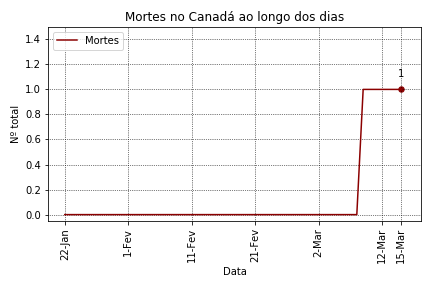 Mortes no Canadá ao longo dos dias
Mortes
1
Nº total
1.4
1.2
1.0
0.8
0.6
0.4
0.2
0.0
22-Jan
1-Fev
11-Fev
21-Fev
2-Mar
12-Mar
15-Mar
Data